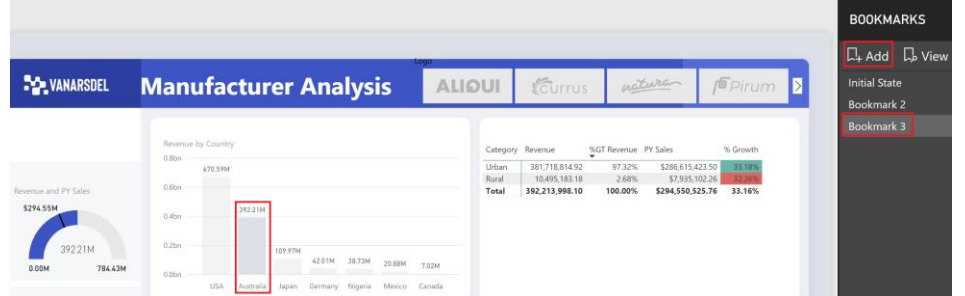 BOOKMARKS
Add View
Initial State
Bookmark 2
Bookmark 3
Logo
VANARSDEL
Manufacturer Analysis
ALIQUI
Currus
natura
Pirum
Revenue and PY Sales
$294.55M
392.21M
0.00M 784.43M
Revenue by Country
0.8bn
0.6bn
0.4bn
0.2bn
0.0bn
670.59M
392.21M
109.97M
42.01M
38.73M
20.88M
7.02M
USA Australia Japan Germany Nigeria Mexico Canada
Category Revenue %GT Revenue PY Sales % Growth
Urban 381,718,814.92 97.32% $286,615,423.50 33.18%
Rural 10,495,183.18 2.68% $7,935,102.26 32.26%
Total 392,213,998.10 100.00% $294,550,525.76 33.16%